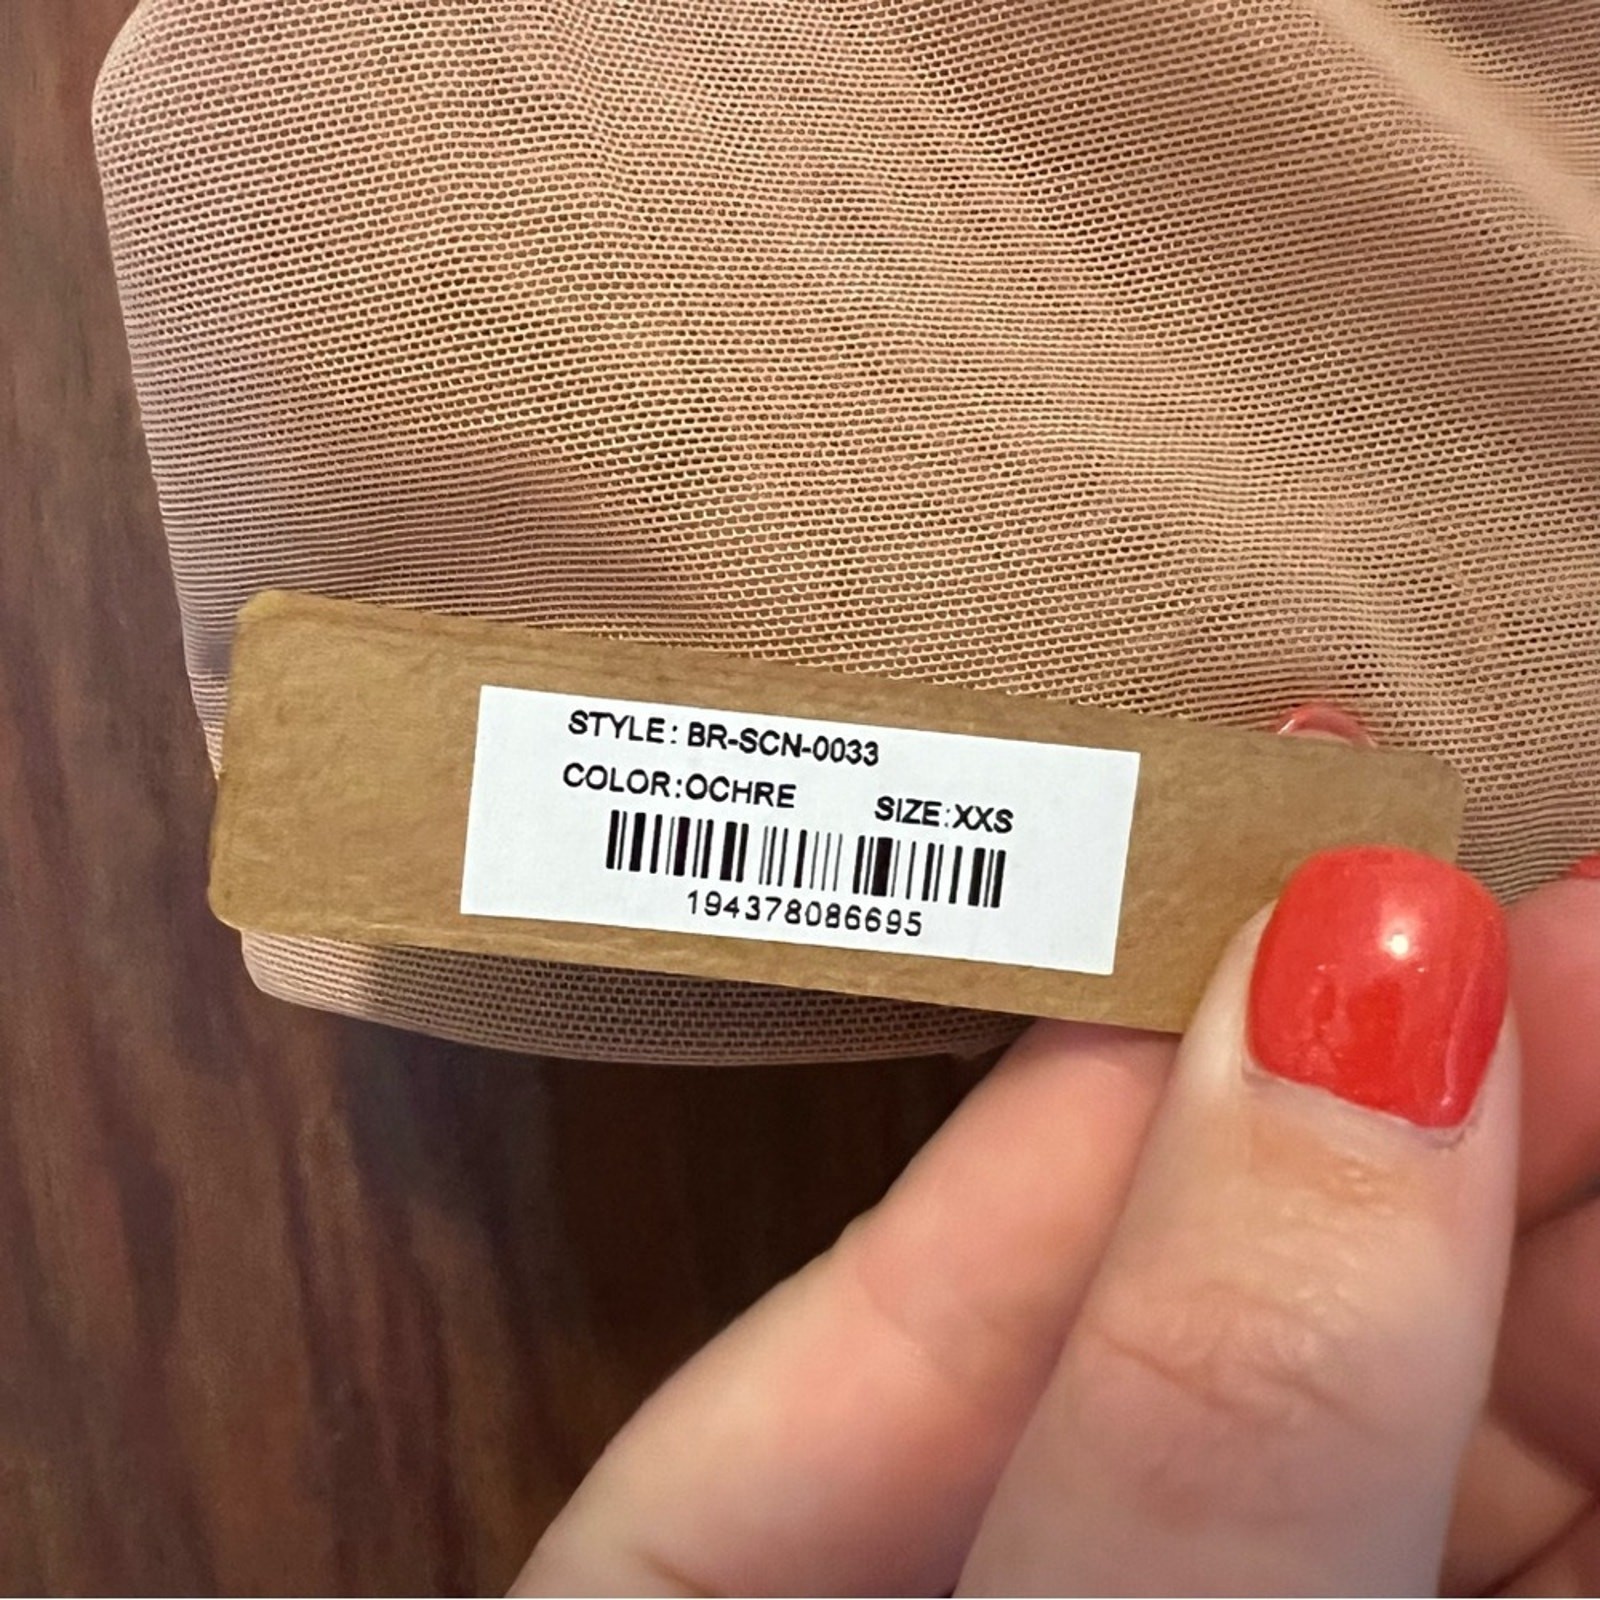 STYLE: BR-SCN-0033
COLOR:OCHRE SIZE:XXS
194378086695